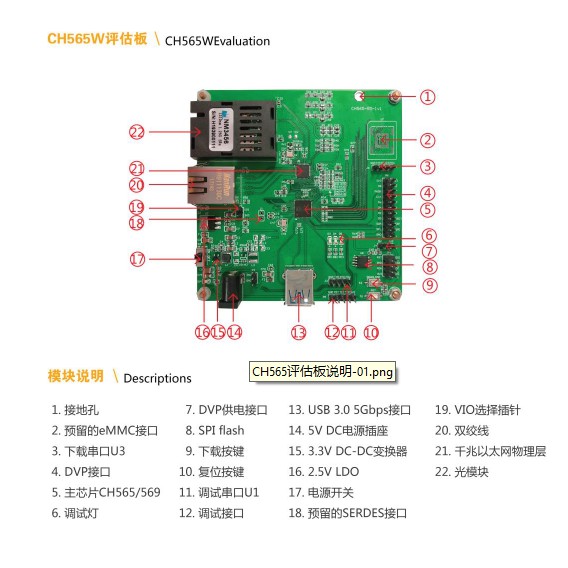 CH565W评估板 \ CH565WEvaluation
①
②
③
④
⑤
⑥
⑦
⑧
⑨
⑩
⑪
⑫
⑬
⑭
⑮
⑯
⑰
⑱
⑲
⑳
㉑
㉒
CH565评估板说明-01.png
模块说明 \ Descriptions
1. 接地孔
2. 预留的eMMC接口
3. 下载串口U3
4. DVP接口
5. 主芯片CH565/569
6. 调试灯
7. DVP供电接口
8. SPI flash
9. 下载按键
10. 复位按键
11. 调试串口U1
12. 调试接口
13. USB 3.0 5Gbps接口
14. 5V DC电源插座
15. 3.3V DC-DC变换器
16. 2.5V LDO
17. 电源开关
18. 预留的SERDES接口
19. VIO选择插针
20. 双绞线
21. 千兆以太网物理层
22. 光模块